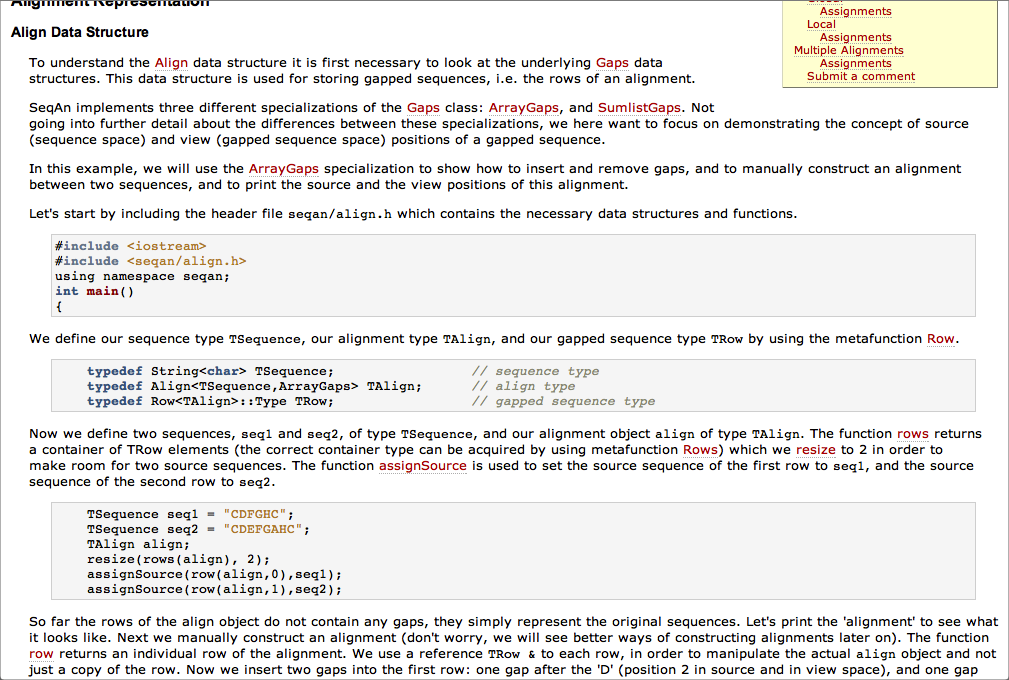 Alignment Representation
Assignments
Local
Assignments
Multiple Alignments
Assignments
Submit a comment
Align Data Structure
To understand the Align data structure it is first necessary to look at the underlying Gaps data
structures. This data structure is used for storing gapped sequences, i.e. the rows of an alignment.
SeqAn implements three different specializations of the Gaps class: ArrayGaps, and SumlistGaps. Not
going into further detail about the differences between these specializations, we here want to focus on demonstrating the concept of source
(sequence space) and view (gapped sequence space) positions of a gapped sequence.
In this example, we will use the ArrayGaps specialization to show how to insert and remove gaps, and to manually construct an alignment
between two sequences, and to print the source and the view positions of this alignment.
Let's start by including the header file seqan/align.h which contains the necessary data structures and functions.
#include <iostream>
#include <seqan/align.h>
using namespace seqan;
int main()
{
We define our sequence type TSequence, our alignment type TAlign, and our gapped sequence type TRow by using the metafunction Row.
typedef String<char> TSequence; // sequence type
typedef Align<TSequence,ArrayGaps> TAlign; // align type
typedef Row<TAlign>::Type TRow; // gapped sequence type
Now we define two sequences, seq1 and seq2, of type TSequence, and our alignment object align of type TAlign. The function rows returns
a container of TRow elements (the correct container type can be acquired by using metafunction Rows) which we resize to 2 in order to
make room for two source sequences. The function assignSource is used to set the source sequence of the first row to seq1, and the source
sequence of the second row to seq2.
TSequence seq1 = "CDFGHC";
TSequence seq2 = "CDEFGAHC";
TAlign align;
resize(rows(align), 2);
assignSource(row(align,0),seq1);
assignSource(row(align,1),seq2);
So far the rows of the align object do not contain any gaps, they simply represent the original sequences. Let's print the 'alignment' to see what
it looks like. Next we manually construct an alignment (don't worry, we will see better ways of constructing alignments later on). The function
row returns an individual row of the alignment. We use a reference TRow & to each row, in order to manipulate the actual align object and not
just a copy of the row. Now we insert two gaps into the first row: one gap after the 'D' (position 2 in source and in view space), and one gap